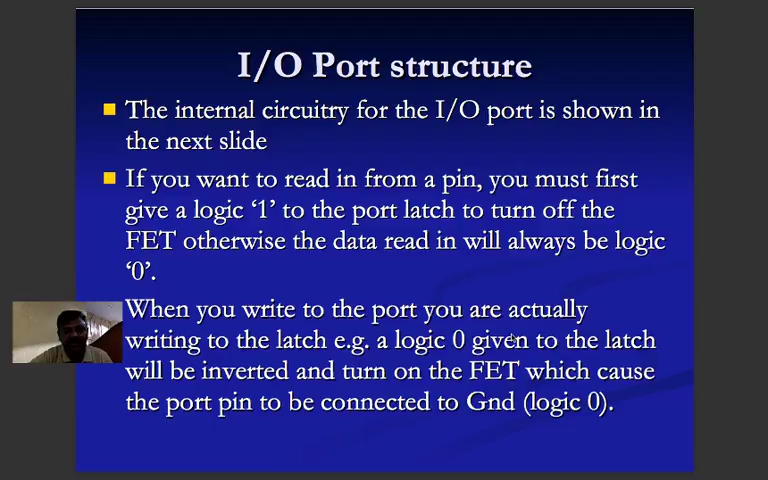 I/O Port structure
The internal circuitry for the I/O port is shown in
the next slide
If you want to read in from a pin, you must first
give a logic ‘1’ to the port latch to turn off the
FET otherwise the data read in will always be logic
‘0’.
When you write to the port you are actually
writing to the latch e.g. a logic 0 given to the latch
will be inverted and turn on the FET which cause
the port pin to be connected to Gnd (logic 0).